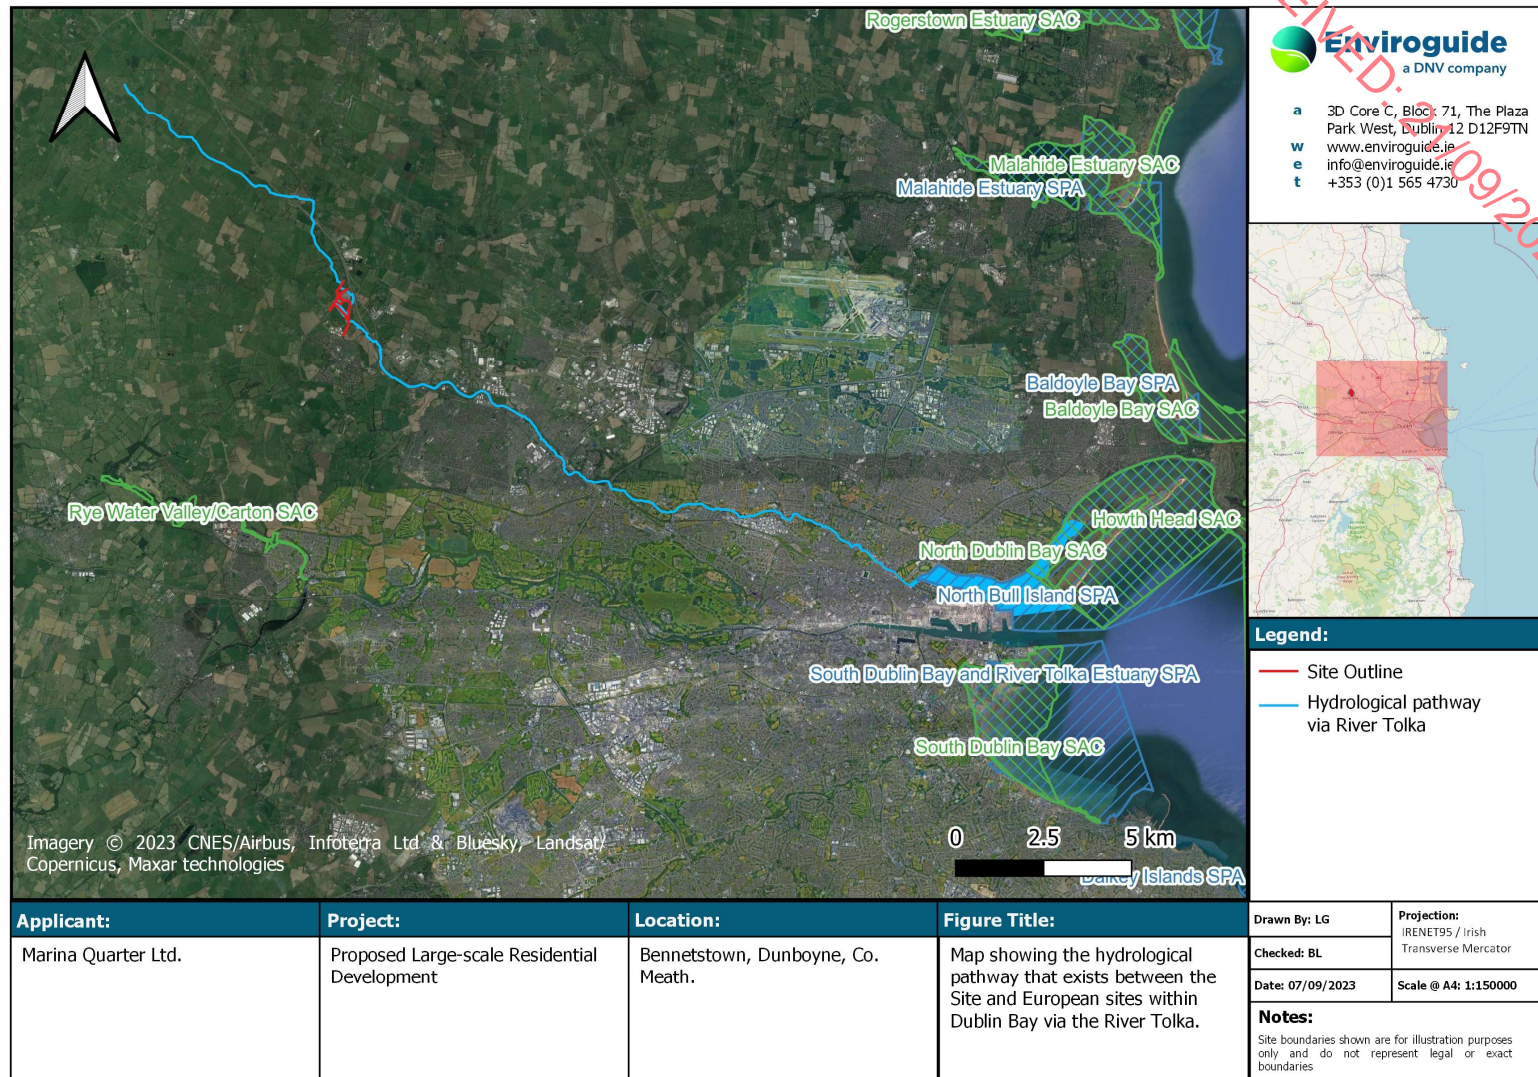 Rogerstown Estuary SAC
Malahide Estuary SAC
Malahide Estuary SPA
Baldoyle Bay SPA
Baldoyle Bay SAC
Rye Water Valley/Carton SAC
Howth Head SAC
North Dublin Bay SAC
North Bull Island SPA
South Dublin Bay and River Tolka Estuary SPA
South Dublin Bay SAC
0 2.5 5 km
Dalkey Islands SPA
Imagery © 2023 CNES/Airbus, Infoterra Ltd & Bluesky, Landsat/
Copernicus, Maxar technologies
Enviroguide
a DNV company
a 3D Core C, Block 71, The Plaza
Park West, Dublin 12 D12F9TN
w www.enviroguide.ie
e info@enviroguide.ie
t +353 (0)1 565 4730
Legend:
Site Outline
Hydrological pathway
via River Tolka
Applicant:
Marina Quarter Ltd.
Project:
Proposed Large-scale Residential
Development
Location:
Bennetstown, Dunboyne, Co.
Meath.
Figure Title:
Map showing the hydrological
pathway that exists between the
Site and European sites within
Dublin Bay via the River Tolka.
Drawn By: LG
Checked: BL
Date: 07/09/2023
Projection:
IRENET95 / Irish
Transverse Mercator
Scale @ A4: 1:150000
Notes:
Site boundaries shown are for illustration purposes
only and do not represent legal or exact
boundaries